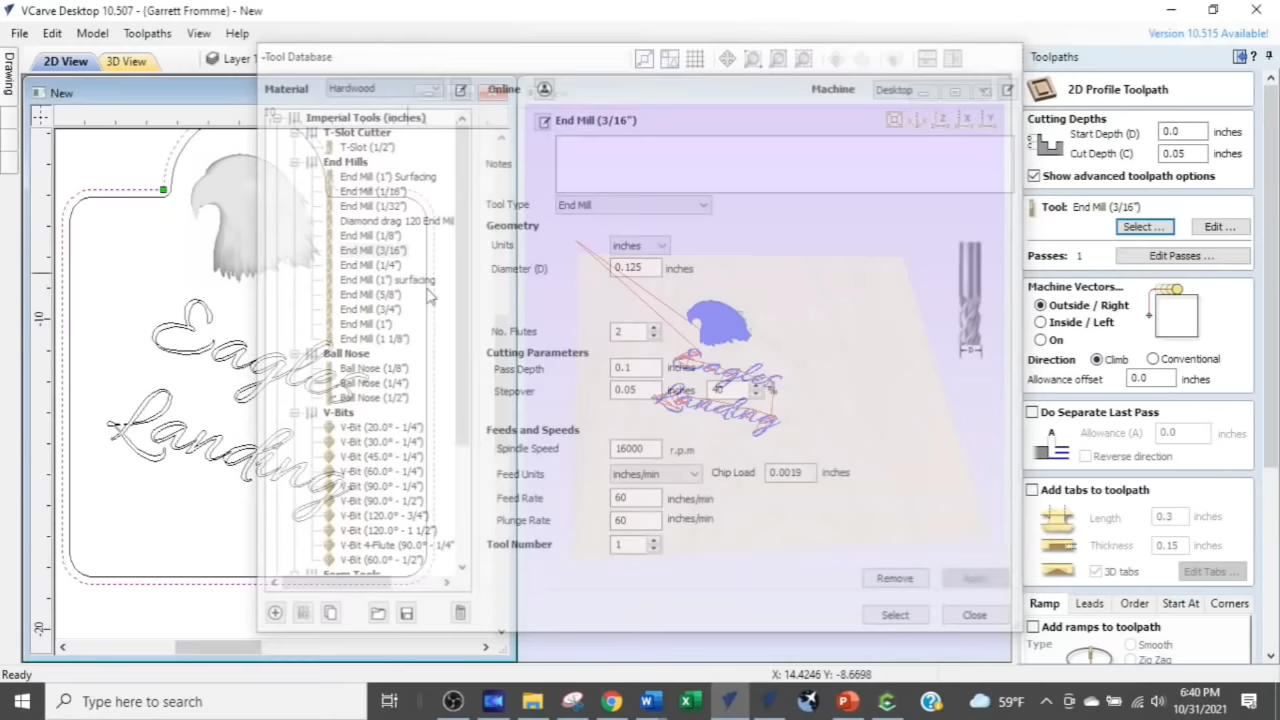 VCarve Desktop 10.507 - (Garrett Fromme) - New
File Edit Model Toolpaths View Help
Version 10.515 Available!
Drawing
2D View
3D View
Layer 1
New
-10
-20
Eagles
Landing
Tool Database
Material
Hardwood
Online
Machine
Desktop
Imperial Tools (inches)
T-Slot Cutter
T-Slot (1/2")
End Mills
End Mill (1") Surfacing
End Mill (1/16")
End Mill (1/32")
Diamond drag 120 End Mil
End Mill (1/8")
End Mill (3/16")
End Mill (1/4")
End Mill (1") surfacing
End Mill (5/8")
End Mill (3/4")
End Mill (1")
End Mill (1 1/8")
Ball Nose
Ball Nose (1/8")
Ball Nose (1/4")
Ball Nose (1/2")
V-Bits
V-Bit (20.0° - 1/4")
V-Bit (30.0° - 1/4")
V-Bit (45.0° - 1/4")
V-Bit (60.0° - 1/4")
V-Bit (90.0° - 1/4")
V-Bit (90.0° - 1/2")
V-Bit (120.0° - 3/4")
V-Bit (120.0° - 1 1/2")
V-Bit 4-Flute (90.0° - 1/4"
V-Bit (60.0° - 1/2")
Form Tools
End Mill (3/16")
Notes
Tool Type
End Mill
Geometry
Units
inches
Diameter (D)
0.125
inches
No. Flutes
2
Cutting Parameters
Pass Depth
0.1
inches
Stepover
0.05
inches
40
%
Eagles
Landing
Feeds and Speeds
Spindle Speed
16000
r.p.m
Feed Units
inches/min
Chip Load
0.0019
inches
Feed Rate
60
inches/min
Plunge Rate
60
inches/min
Tool Number
1
Remove
Select
Close
Toolpaths
2D Profile Toolpath
Cutting Depths
Start Depth (D)
0.0
inches
Cut Depth (C)
0.05
inches
Show advanced toolpath options
Tool: End Mill (3/16")
Select ...
Edit ...
Passes: 1
Edit Passes ...
Machine Vectors...
Outside / Right
Inside / Left
On
Direction
Climb
Conventional
Allowance offset
0.0
inches
Do Separate Last Pass
A
Allowance (A)
0.0
inches
Reverse direction
Add tabs to toolpath
Length
0.3
inches
Thickness
0.15
inches
3D tabs
Edit Tabs ...
Ramp Leads Order Start At Corners
Add ramps to toolpath
Type
Smooth
Zig Zag
Ready
X: 14.4246 Y: -8.6698
Type here to search
59°F
6:40 PM
10/31/2021